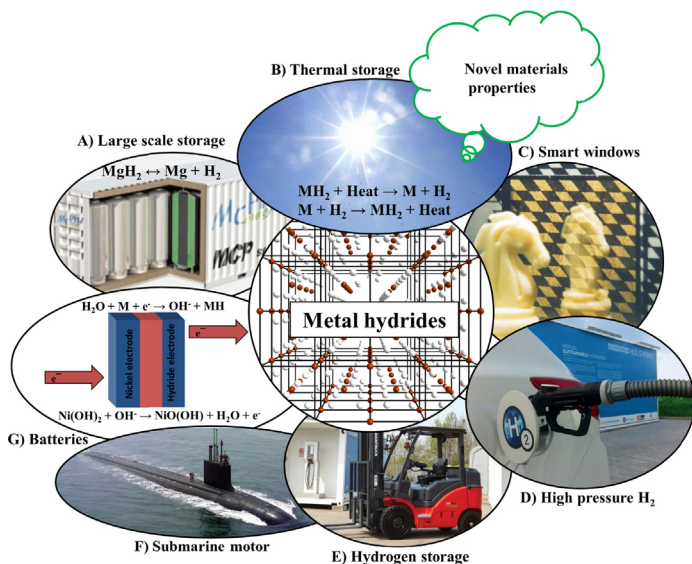 B) Thermal storage
Novel materials
properties
A) Large scale storage
MgH₂ ↔ Mg + H₂
C) Smart windows
MH₂ + Heat → M + H₂
M + H₂ → MH₂ + Heat
MCP
Metal hydrides
H₂O + M + e⁻ → OH⁻ + MH
e⁻
Nickel electrode
Hydride electrode
e⁻
Ni(OH)₂ + OH⁻ → NiO(OH) + H₂O + e⁻
G) Batteries
2
D) High pressure H₂
F) Submarine motor
E) Hydrogen storage